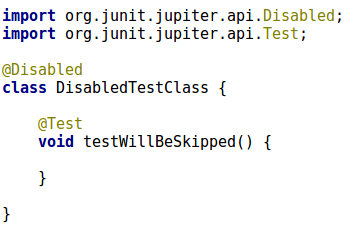 import org.junit.jupiter.api.Disabled;
import org.junit.jupiter.api.Test;
@Disabled
class DisabledTestClass {
@Test
void testWillBeSkipped() {
}
}